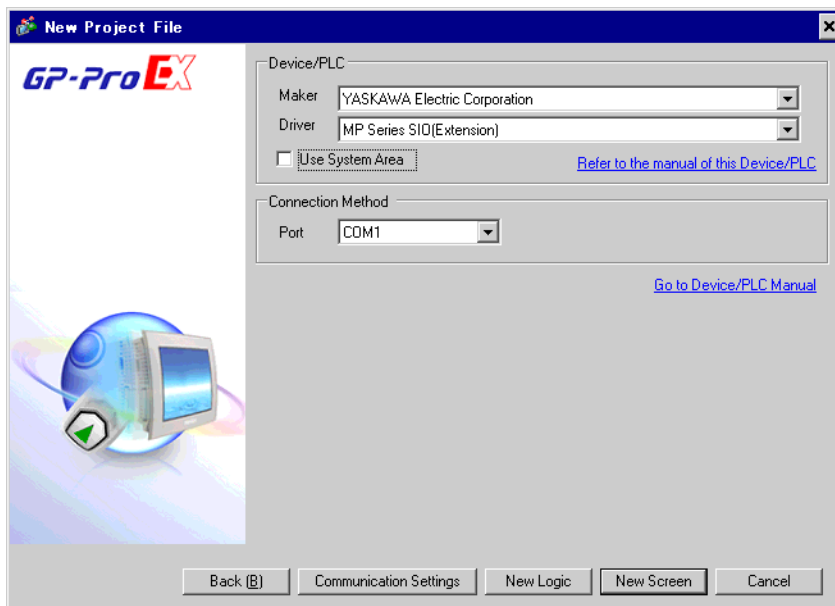 New Project File
GP-Pro EX
Device/PLC
Maker YASKAWA Electric Corporation
Driver MP Series SIO(Extension)
Use System Area Refer to the manual of this Device/PLC
Connection Method
Port COM1
Go to Device/PLC Manual
Back (B) Communication Settings New Logic New Screen Cancel